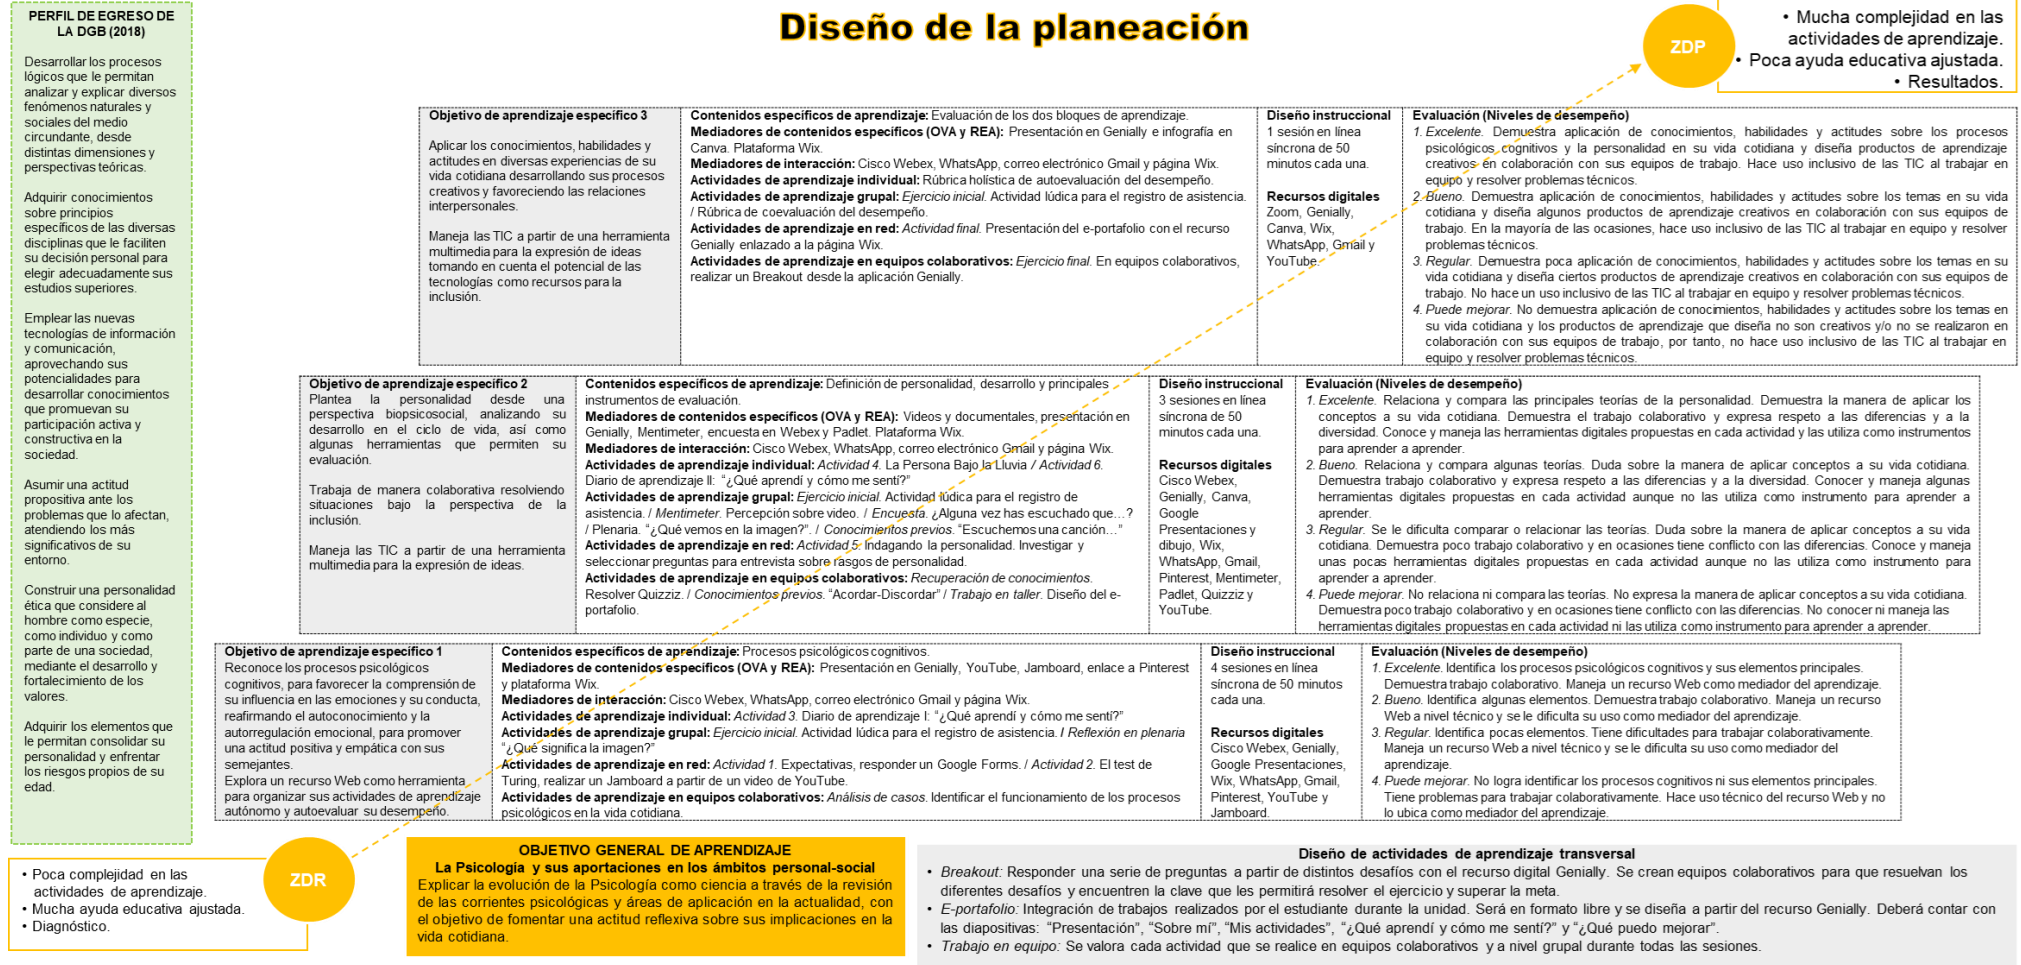 Diseño de la planeación
PERFIL DE EGRESO DE
LA DGB (2018)
Desarrollar los procesos
lógicos que le permitan
analizar y explicar diversos
fenómenos naturales y
sociales del medio
circundante, desde
distintas dimensiones y
perspectivas teóricas.
Adquirir conocimientos
sobre principios
específicos de las diversas
disciplinas que le faciliten
su decisión personal para
elegir adecuadamente sus
estudios superiores.
Emplear las nuevas
tecnologías de información
y comunicación,
aprovechando sus
potencialidades para
desarrollar conocimientos
que promuevan su
participación activa y
constructiva en la
sociedad.
Asumir una actitud
propositiva ante los
problemas que lo afectan,
atendiendo los más
significativos de su
entorno.
Construir una personalidad
ética que considere al
hombre como especie,
como individuo y como
parte de una sociedad,
mediante el desarrollo y
fortalecimiento de los
valores.
Adquirir los elementos que
le permitan consolidar su
personalidad y enfrentar
los riesgos propios de su
edad.
ZDP
• Mucha complejidad en las
actividades de aprendizaje.
• Poca ayuda educativa ajustada.
• Resultados.
Objetivo de aprendizaje específico 3
Aplicar los conocimientos, habilidades y
actitudes en diversas experiencias de su
vida cotidiana desarrollando sus procesos
creativos y favoreciendo las relaciones
interpersonales.
Maneja las TIC a partir de una herramienta
multimedia para la expresión de ideas
tomando en cuenta el potencial de las
tecnologías como recursos para la
inclusión.
Contenidos específicos de aprendizaje: Evaluación de los dos bloques de aprendizaje.
Mediadores de contenidos específicos (OVA y REA): Presentación en Genially e infografía en
Canva. Plataforma Wix.
Mediadores de interacción: Cisco Webex, WhatsApp, correo electrónico Gmail y página Wix.
Actividades de aprendizaje individual: Rúbrica holística de autoevaluación del desempeño.
Actividades de aprendizaje grupal: Ejercicio inicial. Actividad lúdica para el registro de asistencia.
/ Rúbrica de coevaluación del desempeño.
Actividades de aprendizaje en red: Actividad final. Presentación del e-portafolio con el recurso
Genially enlazado a la página Wix.
Actividades de aprendizaje en equipos colaborativos: Ejercicio final. En equipos colaborativos,
realizar un Breakout desde la aplicación Genially.
Diseño instruccional
1 sesión en línea
síncrona de 50
minutos cada una.
Recursos digitales
Zoom, Genially,
Canva, Wix,
WhatsApp, Gmail y
YouTube.
Evaluación (Niveles de desempeño)
1. Excelente. Demuestra aplicación de conocimientos, habilidades y actitudes sobre los procesos
psicológicos cognitivos y la personalidad en su vida cotidiana y diseña productos de aprendizaje
creativos en colaboración con sus equipos de trabajo. Hace uso inclusivo de las TIC al trabajar en
equipo y resolver problemas técnicos.
2. Bueno. Demuestra aplicación de conocimientos, habilidades y actitudes sobre los temas en su vida
cotidiana y diseña algunos productos de aprendizaje creativos en colaboración con sus equipos de
trabajo. En la mayoría de las ocasiones, hace uso inclusivo de las TIC al trabajar en equipo y resolver
problemas técnicos.
3. Regular. Demuestra poca aplicación de conocimientos, habilidades y actitudes sobre los temas en su
vida cotidiana y diseña ciertos productos de aprendizaje creativos en colaboración con sus equipos de
trabajo. No hace un uso inclusivo de las TIC al trabajar en equipo y resolver problemas técnicos.
4. Puede mejorar. No demuestra aplicación de conocimientos, habilidades y actitudes sobre los temas en
su vida cotidiana y los productos de aprendizaje que diseña no son creativos y/o no se realizaron en
colaboración con sus equipos de trabajo, por tanto, no hace uso inclusivo de las TIC al trabajar en
equipo y resolver problemas técnicos.
Objetivo de aprendizaje específico 2
Plantea la personalidad desde una
perspectiva biopsicosocial, analizando su
desarrollo en el ciclo de vida, así como
algunas herramientas que permiten su
evaluación.
Trabaja de manera colaborativa resolviendo
situaciones bajo la perspectiva de la
inclusión.
Maneja las TIC a partir de una herramienta
multimedia para la expresión de ideas.
Contenidos específicos de aprendizaje: Definición de personalidad, desarrollo y principales
instrumentos de evaluación.
Mediadores de contenidos específicos (OVA y REA): Videos y documentales, presentación en
Genially, Mentimeter, encuesta en Webex y Padlet. Plataforma Wix.
Mediadores de interacción: Cisco Webex, WhatsApp, correo electrónico Gmail y página Wix.
Actividades de aprendizaje individual: Actividad 4. La Persona Bajo la Lluvia / Actividad 6.
Diario de aprendizaje II: “¿Qué aprendí y cómo me sentí?”
Actividades de aprendizaje grupal: Ejercicio inicial. Actividad lúdica para el registro de
asistencia. / Mentimeter. Percepción sobre video. / Encuesta. ¿Alguna vez has escuchado que…?
/ Plenaria. “¿Qué vemos en la imagen?”. / Conocimientos previos. “Escuchemos una canción…”
Actividades de aprendizaje en red: Actividad 5. Indagando la personalidad. Investigar y
seleccionar preguntas para entrevista sobre rasgos de personalidad.
Actividades de aprendizaje en equipos colaborativos: Recuperación de conocimientos.
Resolver Quizziz. / Conocimientos previos. “Acordar-Discordar” / Trabajo en taller. Diseño del e-
portafolio.
Diseño instruccional
3 sesiones en línea
síncrona de 50
minutos cada una.
Recursos digitales
Cisco Webex,
Genially, Canva,
Google
Presentaciones y
dibujo, Wix,
WhatsApp, Gmail,
Pinterest, Mentimeter,
Padlet, Quizziz y
YouTube.
Evaluación (Niveles de desempeño)
1. Excelente. Relaciona y compara las principales teorías de la personalidad. Demuestra la manera de aplicar los
conceptos a su vida cotidiana. Demuestra el trabajo colaborativo y expresa respeto a las diferencias y a la
diversidad. Conoce y maneja las herramientas digitales propuestas en cada actividad y las utiliza como instrumentos
para aprender a aprender.
2. Bueno. Relaciona y compara algunas teorías. Duda sobre la manera de aplicar conceptos a su vida cotidiana.
Demuestra trabajo colaborativo y expresa respeto a las diferencias y a la diversidad. Conocer y maneja algunas
herramientas digitales propuestas en cada actividad aunque no las utiliza como instrumento para aprender a
aprender.
3. Regular. Se le dificulta comparar o relacionar las teorías. Duda sobre la manera de aplicar conceptos a su vida
cotidiana. Demuestra poco trabajo colaborativo y en ocasiones tiene conflicto con las diferencias. Conoce y maneja
unas pocas herramientas digitales propuestas en cada actividad aunque no las utiliza como instrumento para
aprender a aprender.
4. Puede mejorar. No relaciona ni compara las teorías. No expresa la manera de aplicar conceptos a su vida cotidiana.
Demuestra poco trabajo colaborativo y en ocasiones tiene conflicto con las diferencias. No conocer ni maneja las
herramientas digitales propuestas en cada actividad ni las utiliza como instrumento para aprender a aprender.
Objetivo de aprendizaje específico 1
Reconoce los procesos psicológicos
cognitivos, para favorecer la comprensión de
su influencia en las emociones y su conducta,
reafirmando el autoconocimiento y la
autorregulación emocional, para promover
una actitud positiva y empática con sus
semejantes.
Explora un recurso Web como herramienta
para organizar sus actividades de aprendizaje
autónomo y autoevaluar su desempeño.
Contenidos específicos de aprendizaje: Procesos psicológicos cognitivos.
Mediadores de contenidos específicos (OVA y REA): Presentación en Genially, YouTube, Jamboard, enlace a Pinterest
y plataforma Wix.
Mediadores de interacción: Cisco Webex, WhatsApp, correo electrónico Gmail y página Wix.
Actividades de aprendizaje individual: Actividad 3. Diario de aprendizaje I: “¿Qué aprendí y cómo me sentí?”
Actividades de aprendizaje grupal: Ejercicio inicial. Actividad lúdica para el registro de asistencia. / Reflexión en plenaria
“¿Qué significa la imagen?”
Actividades de aprendizaje en red: Actividad 1. Expectativas, responder un Google Forms. / Actividad 2. El test de
Turing, realizar un Jamboard a partir de un video de YouTube.
Actividades de aprendizaje en equipos colaborativos: Análisis de casos. Identificar el funcionamiento de los procesos
psicológicos en la vida cotidiana.
Diseño instruccional
4 sesiones en línea
síncrona de 50 minutos
cada una.
Recursos digitales
Cisco Webex, Genially,
Google Presentaciones,
Wix, WhatsApp, Gmail,
Pinterest, YouTube y
Jamboard.
Evaluación (Niveles de desempeño)
1. Excelente. Identifica los procesos psicológicos cognitivos y sus elementos principales.
Demuestra trabajo colaborativo. Maneja un recurso Web como mediador del aprendizaje.
2. Bueno. Identifica algunas elementos. Demuestra trabajo colaborativo. Maneja un recurso
Web a nivel técnico y se le dificulta su uso como mediador del aprendizaje.
3. Regular. Identifica pocas elementos. Tiene dificultades para trabajar colaborativamente.
Maneja un recurso Web a nivel técnico y se le dificulta su uso como mediador del
aprendizaje.
4. Puede mejorar. No logra identificar los procesos cognitivos ni sus elementos principales.
Tiene problemas para trabajar colaborativamente. Hace uso técnico del recurso Web y no
lo ubica como mediador del aprendizaje.
• Poca complejidad en las
actividades de aprendizaje.
• Mucha ayuda educativa ajustada.
• Diagnóstico.
ZDR
OBJETIVO GENERAL DE APRENDIZAJE
La Psicología y sus aportaciones en los ámbitos personal-social
Explicar la evolución de la Psicología como ciencia a través de la revisión
de las corrientes psicológicas y áreas de aplicación en la actualidad, con
el objetivo de fomentar una actitud reflexiva sobre sus implicaciones en la
vida cotidiana.
Diseño de actividades de aprendizaje transversal
• Breakout: Responder una serie de preguntas a partir de distintos desafíos con el recurso digital Genially. Se crean equipos colaborativos para que resuelvan los
diferentes desafíos y encuentren la clave que les permitirá resolver el ejercicio y superar la meta.
• E-portafolio: Integración de trabajos realizados por el estudiante durante la unidad. Será en formato libre y se diseña a partir del recurso Genially. Deberá contar con
las diapositivas: “Presentación”, “Sobre mí”, “Mis actividades”, “¿Qué aprendí y cómo me sentí?” y “¿Qué puedo mejorar”.
• Trabajo en equipo: Se valora cada actividad que se realice en equipos colaborativos y a nivel grupal durante todas las sesiones.